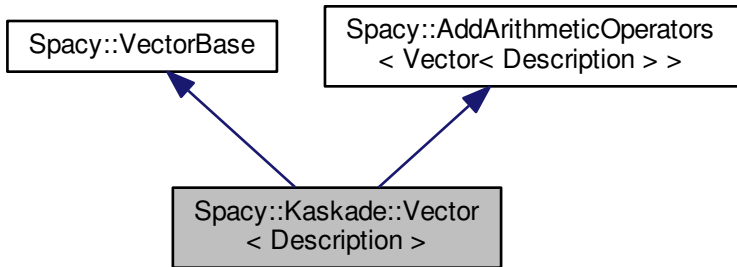 Spacy::VectorBase
Spacy::AddArithmeticOperators
< Vector< Description > >
Spacy::Kaskade::Vector
< Description >